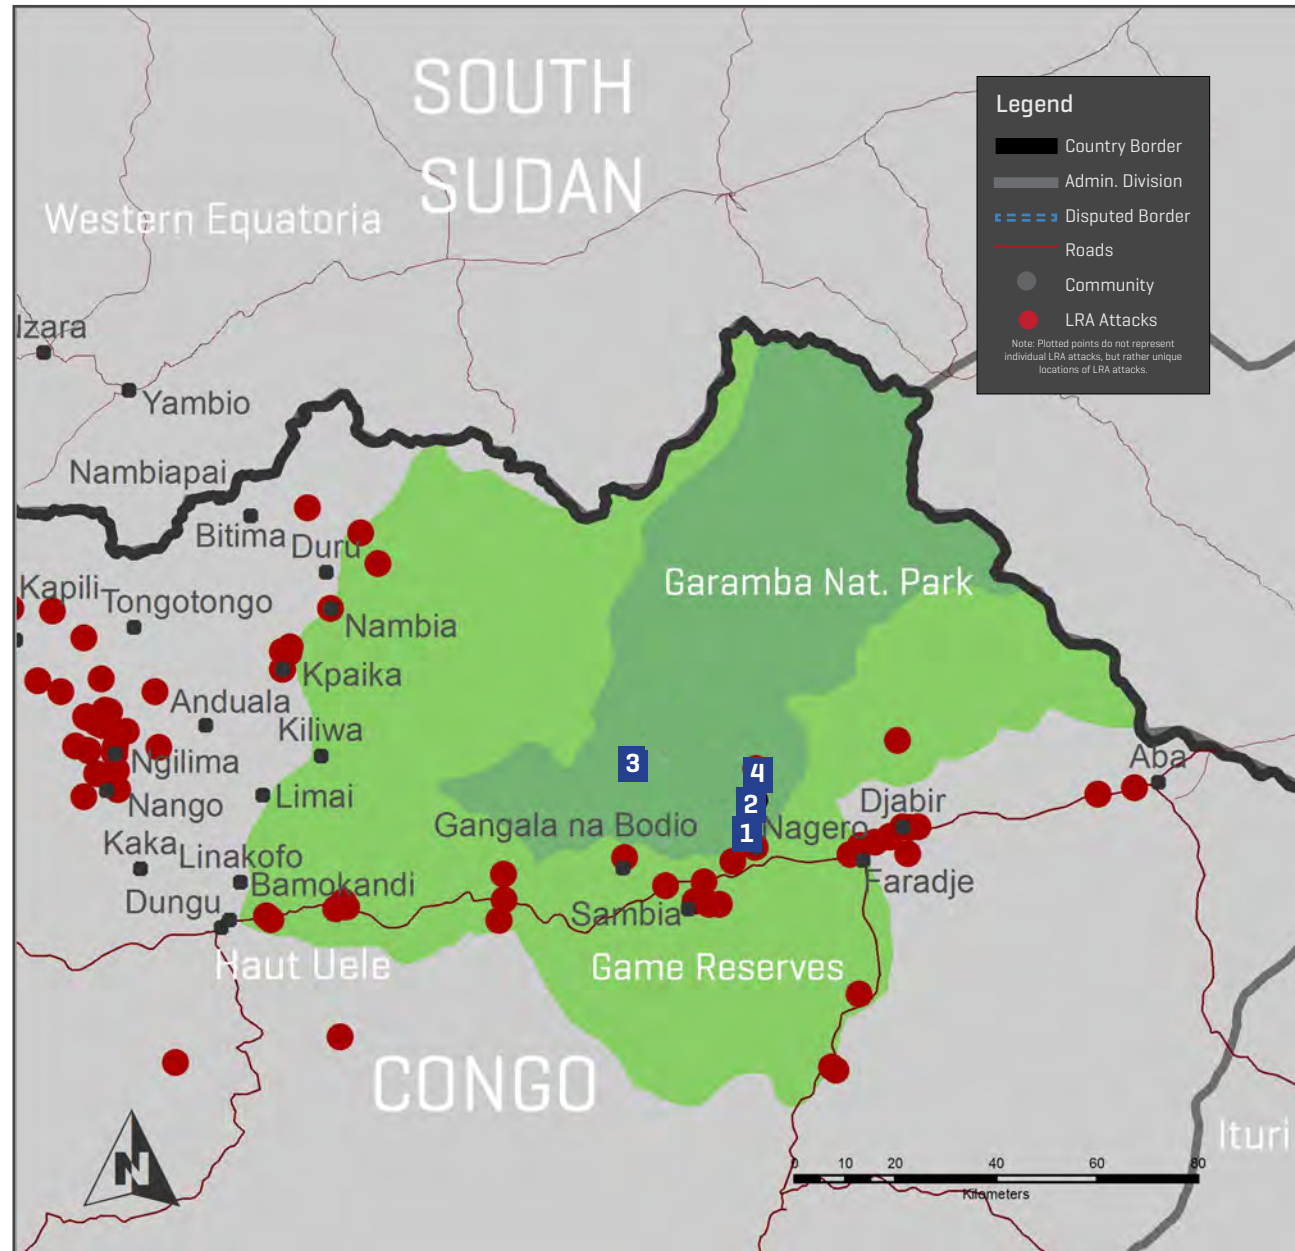 SOUTH
SUDAN
Western Equatoria
Legend
Country Border
Admin. Division
Disputed Border
Roads
Community
LRA Attacks
Note: Plotted points do not represent
individual LRA attacks, but rather unique
locations of LRA attacks.
Izara
Yambio
Nambiapai
Bitima
Duru
Kapili
Tongotongo
Garamba Nat. Park
Nambia
Kpaika
Anduala
Kiliwa
Ngilima
3
4
Aba
Nango
Limai
2
Djabir
Gangala na Bodio
1
Nagero
Kaka
Linakofo
Bamokandi
Faradje
Dungu
Sambia
Haut Uele
Game Reserves
CONGO
Ituri
N
0 10 20 40 60 80
Kilometers